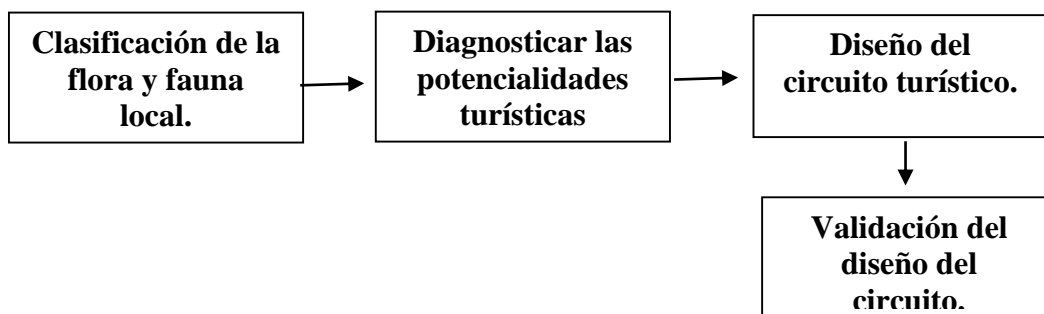 Clasificación de la
flora y fauna
local.
Diagnosticar las
potencialidades
turísticas
Diseño del
circuito turístico.
Validación del
diseño del
circuito.